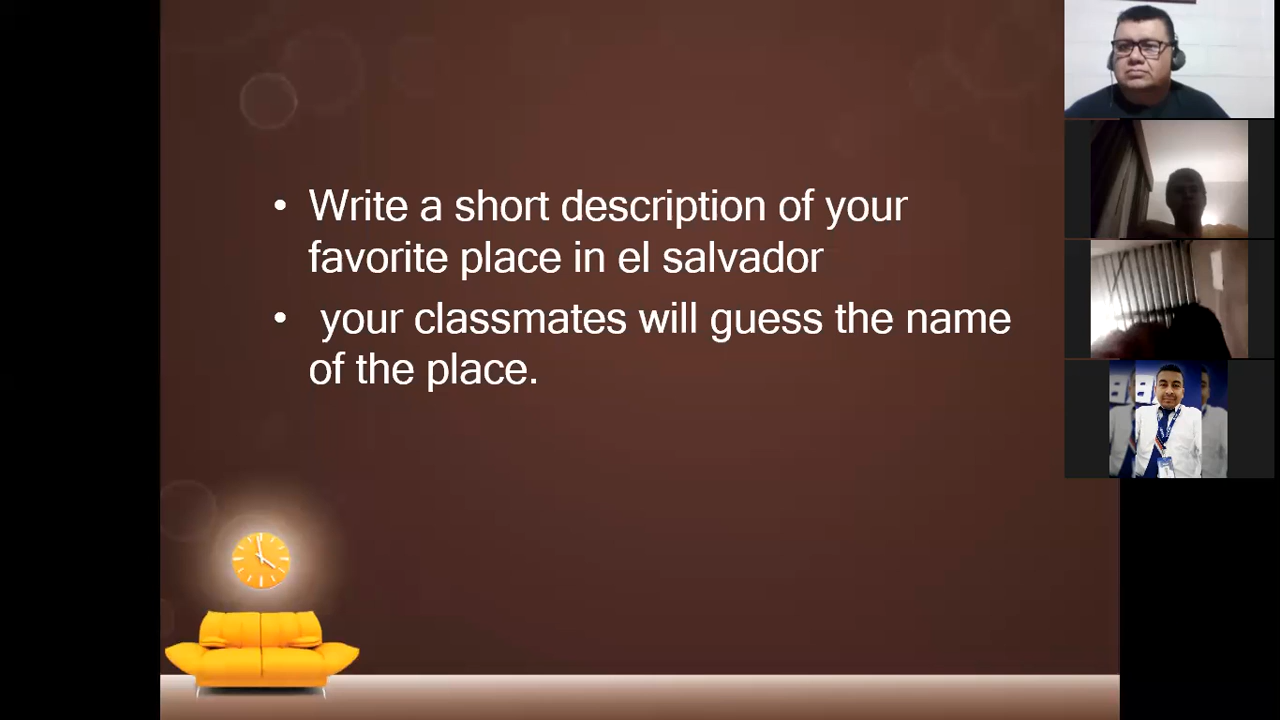 • Write a short description of your
favorite place in el salvador
• your classmates will guess the name
of the place.